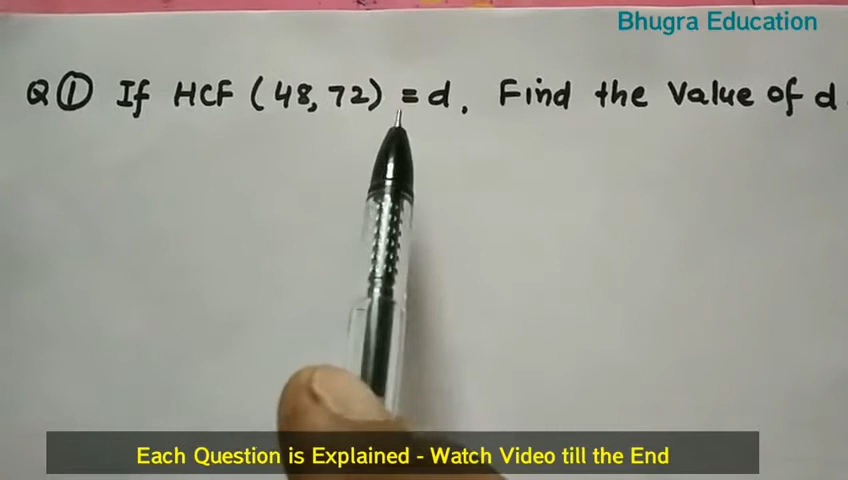 Bhugra Education
Q ① If HCF (48, 72) = d. Find the Value of d
Each Question is Explained - Watch Video till the End